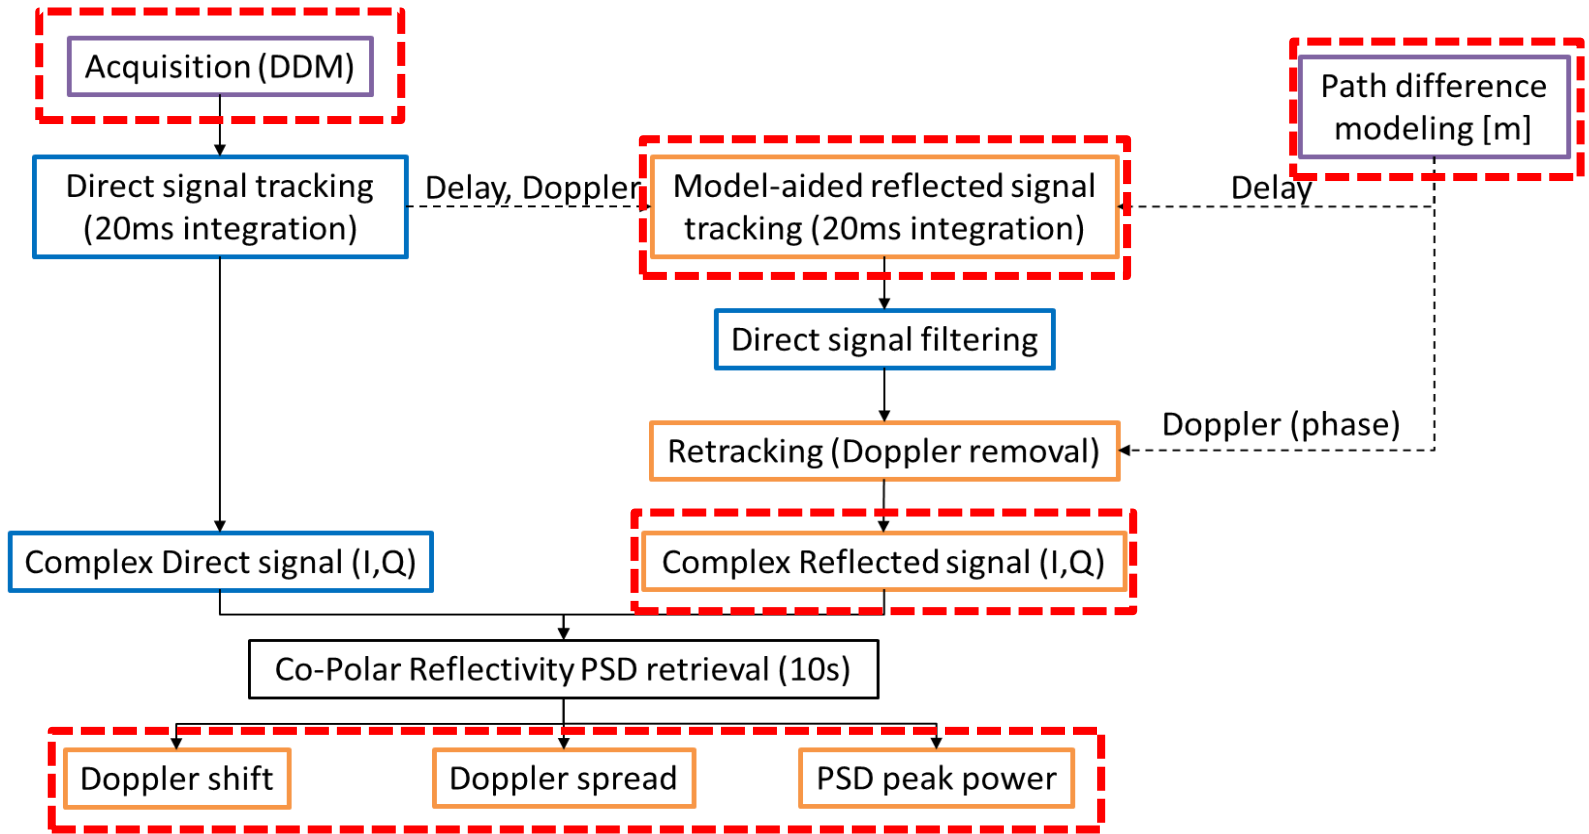 Acquisition (DDM)
Path difference
modeling [m]
Direct signal tracking
(20ms integration)
Delay, Doppler
Model-aided reflected signal
tracking (20ms integration)
Delay
Direct signal filtering
Doppler (phase)
Retracking (Doppler removal)
Complex Direct signal (I,Q)
Complex Reflected signal (I,Q)
Co-Polar Reflectivity PSD retrieval (10s)
Doppler shift
Doppler spread
PSD peak power